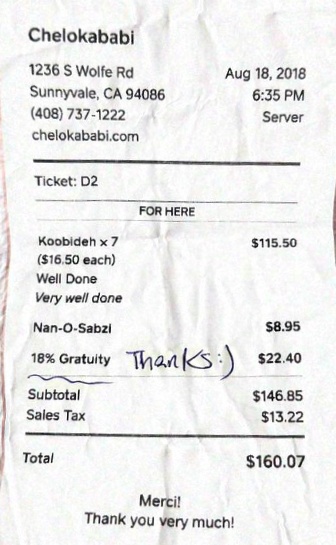 Chelokababi
1236 S Wolfe Rd Aug 18, 2018
Sunnyvale, CA 94086 6:35 PM
(408) 737-1222 Server
chelokababi.com
Ticket: D2
FOR HERE
Koobideh x 7 $115.50
($16.50 each)
Well Done
Very well done
Nan-O-Sabzi $8.95
18% Gratuity Thanks :) $22.40
Subtotal $146.85
Sales Tax $13.22
Total $160.07
Merci!
Thank you very much!